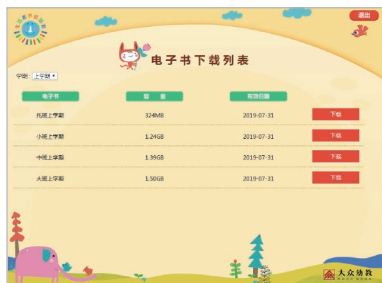 退出
电子书下载列表
学期: 上学期
电子书 容 量 有效日期
托班上学期 324MB 2019-07-31 下载
小班上学期 1.24GB 2019-07-31 下载
中班上学期 1.39GB 2019-07-31 下载
大班上学期 1.50GB 2019-07-31 下载
大众幼教